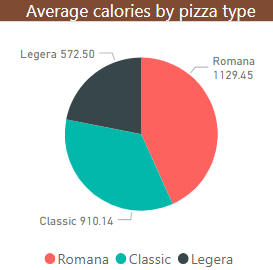 Average calories by pizza type
Legera 572.50
Romana
1129.45
Classic 910.14
Romana Classic Legera